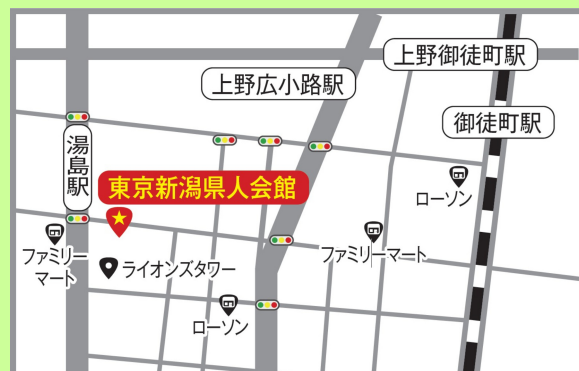 上野御徒町駅
上野広小路駅
御徒町駅
湯島駅
東京新潟県人会館
ローソン
ファミリー
マート
ファミリーマート
ライオンズタワー
ローソン